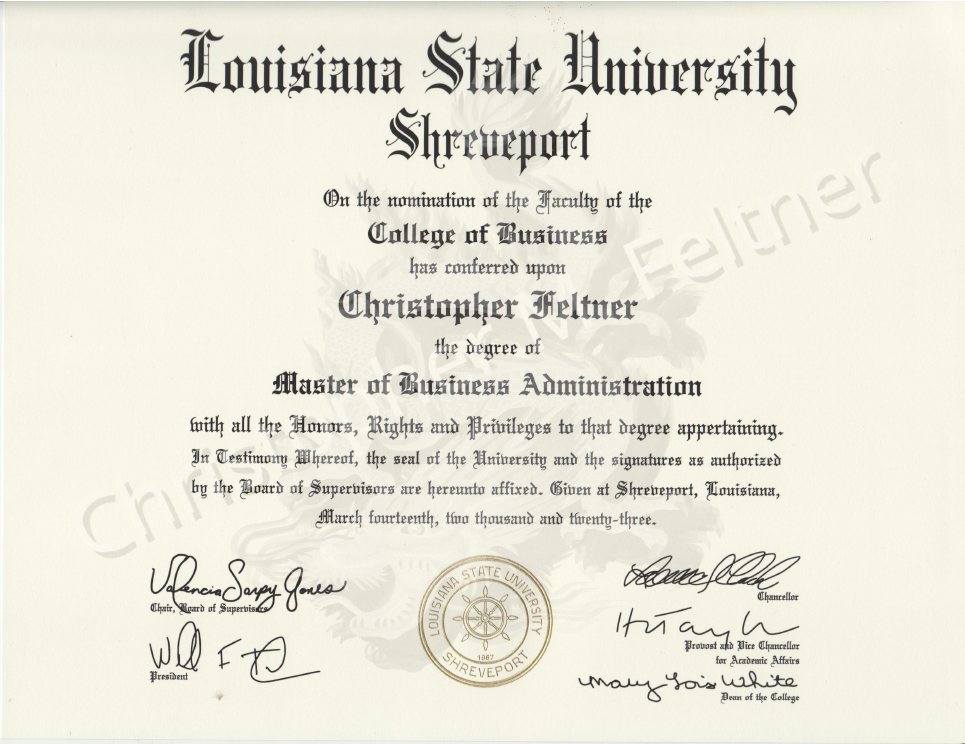 Louisiana State University
Shreveport
On the nomination of the Faculty of the
College of Business
has conferred upon
Christopher Feltner
the degree of
Master of Business Administration
with all the Honors, Rights and Privileges to that degree appertaining.
In Testimony Whereof, the seal of the University and the signatures as authorized
by the Board of Supervisors are hereunto affixed. Given at Shreveport, Louisiana,
March fourteenth, two thousand and twenty-three.
Christopher M Feltner
Valencia Sarpy Jones
Chair, Board of Supervisors
President
LOUISIANA STATE UNIVERSITY
1967
SHREVEPORT
Chancellor
Provost and Vice Chancellor
for Academic Affairs
Mary Lois White
Dean of the College